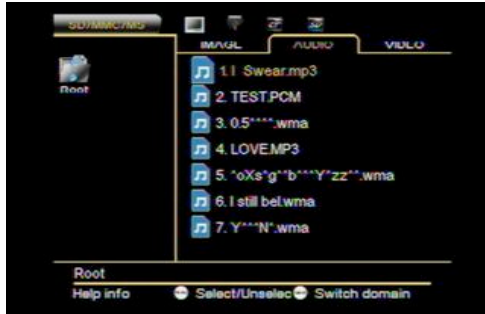 SD/MMC/MS
IMAGE AUDIO VIDEO
Root
1. I Swear.mp3
2. TEST.PCM
3. 0.5****.wma
4. LOVE.MP3
5. ^oXs^g^^b^^^Y^zz^^.wma
6. I still bel.wma
7. Y^^^N^.wma
Root
Help info Select/Unselec Switch domain